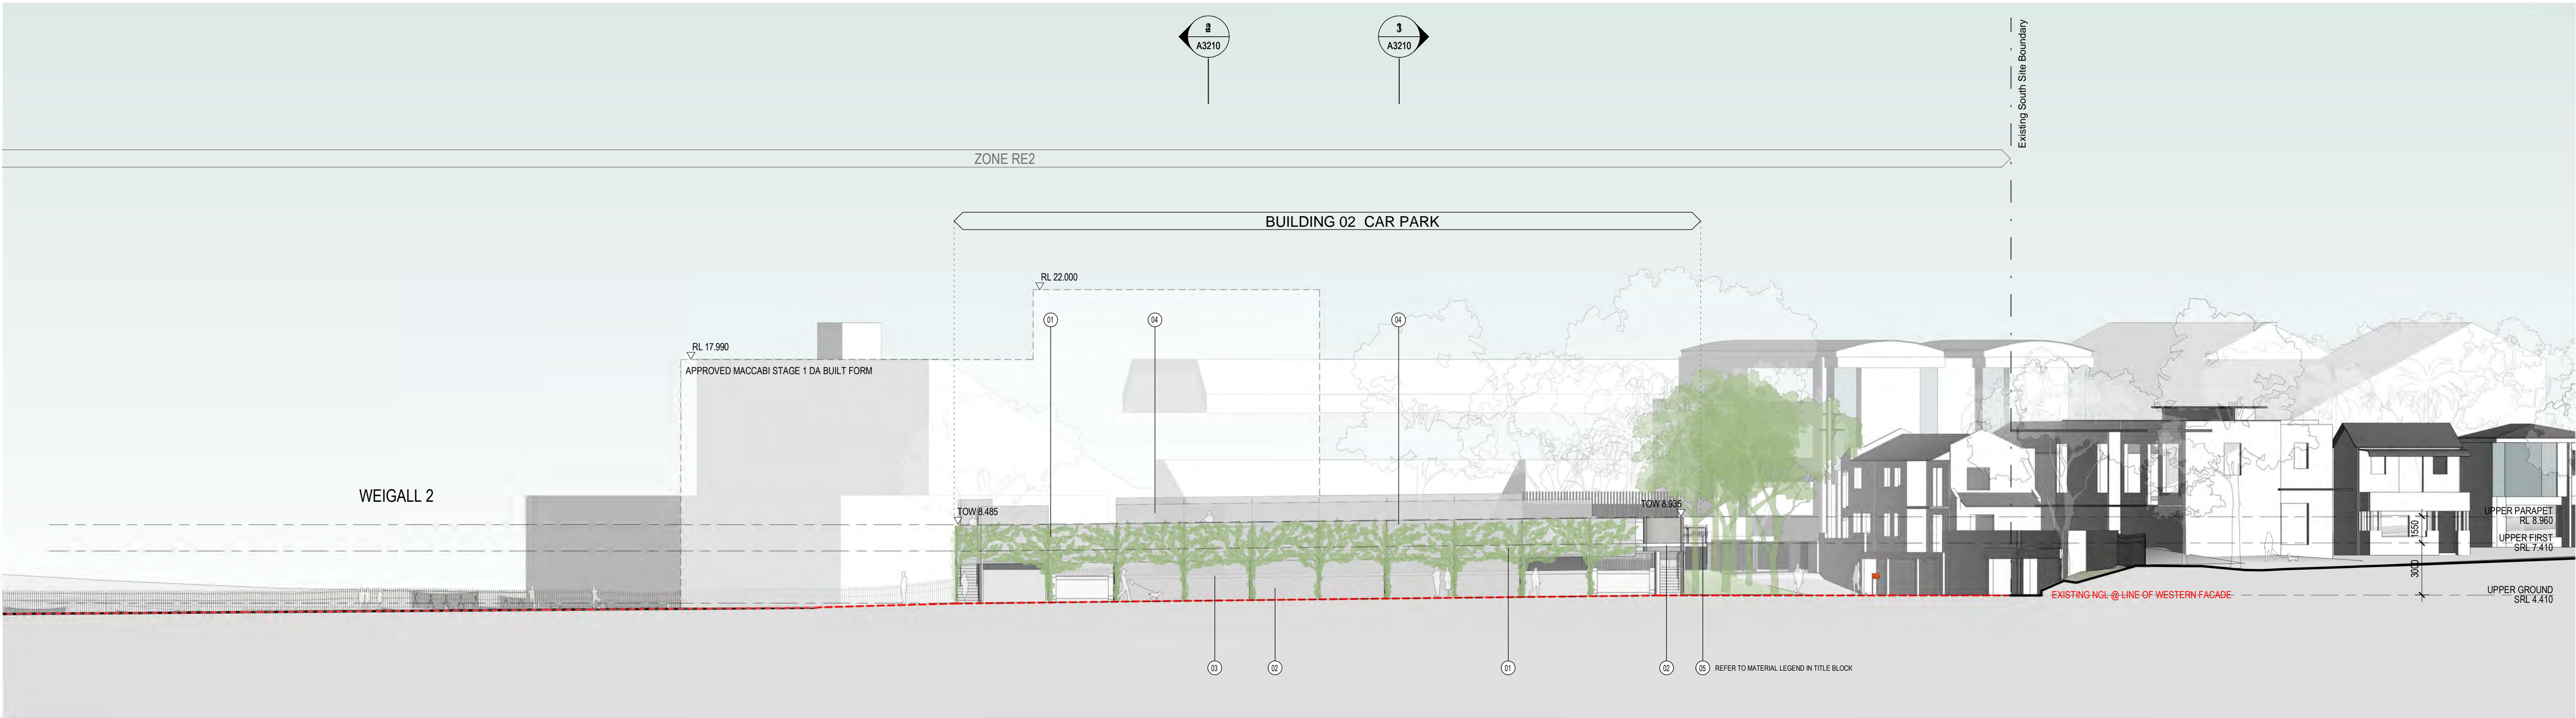 A3210
3
A3210
Existing South Site Boundary
ZONE RE2
BUILDING 02 CAR PARK
RL 22.000
01
04
04
RL 17.990
APPROVED MACCABI STAGE 1 DA BUILT FORM
WEIGALL 2
TOW 8.485
TOW 8.935
UPPER PARAPET
RL 8.960
1550
UPPER FIRST
SRL 7.410
3000
EXISTING NGL @ LINE OF WESTERN FACADE
UPPER GROUND
SRL 4.410
03
02
01
02
05
REFER TO MATERIAL LEGEND IN TITLE BLOCK